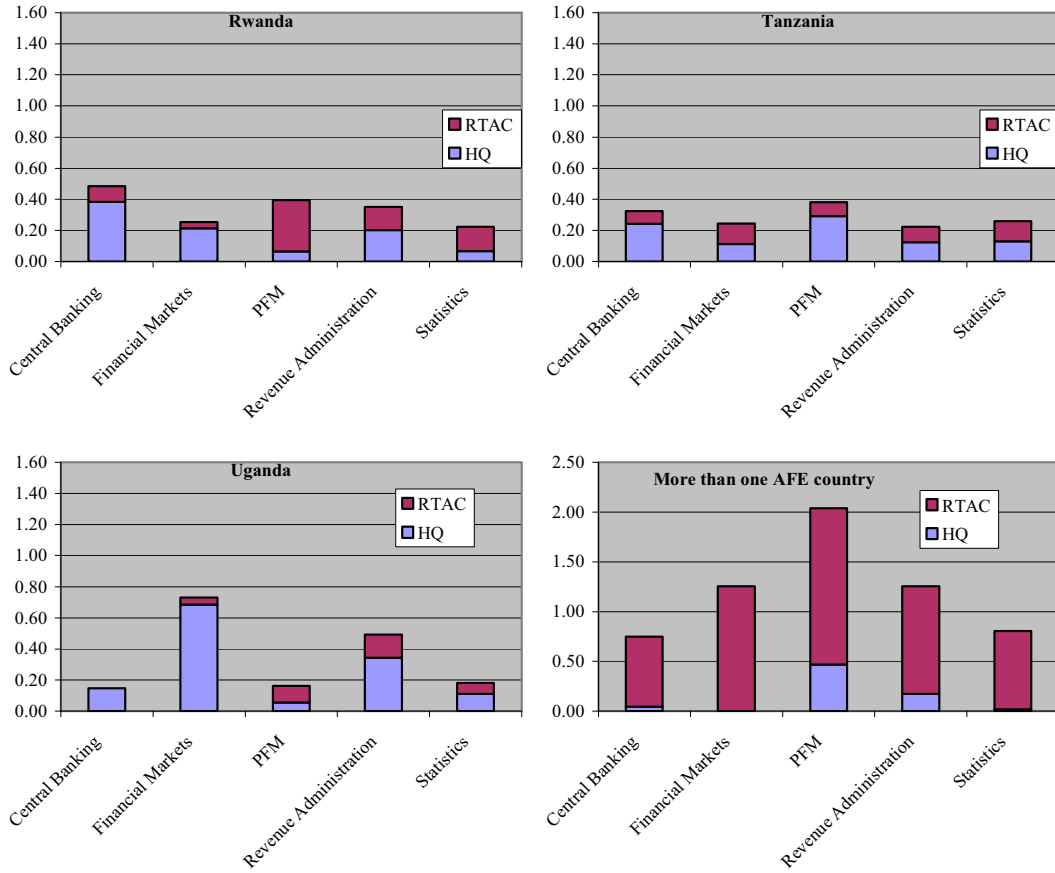 Rwanda
1.60
1.40
1.20
1.00
0.80
0.60
0.40
0.20
0.00
RTAC
HQ
Central Banking
Financial Markets
PFM
Revenue Administration
Statistics
Tanzania
1.60
1.40
1.20
1.00
0.80
0.60
0.40
0.20
0.00
RTAC
HQ
Central Banking
Financial Markets
PFM
Revenue Administration
Statistics
Uganda
1.60
1.40
1.20
1.00
0.80
0.60
0.40
0.20
0.00
RTAC
HQ
Central Banking
Financial Markets
PFM
Revenue Administration
Statistics
More than one AFE country
2.50
2.00
1.50
1.00
0.50
0.00
RTAC
HQ
Central Banking
Financial Markets
PFM
Revenue Administration
Statistics